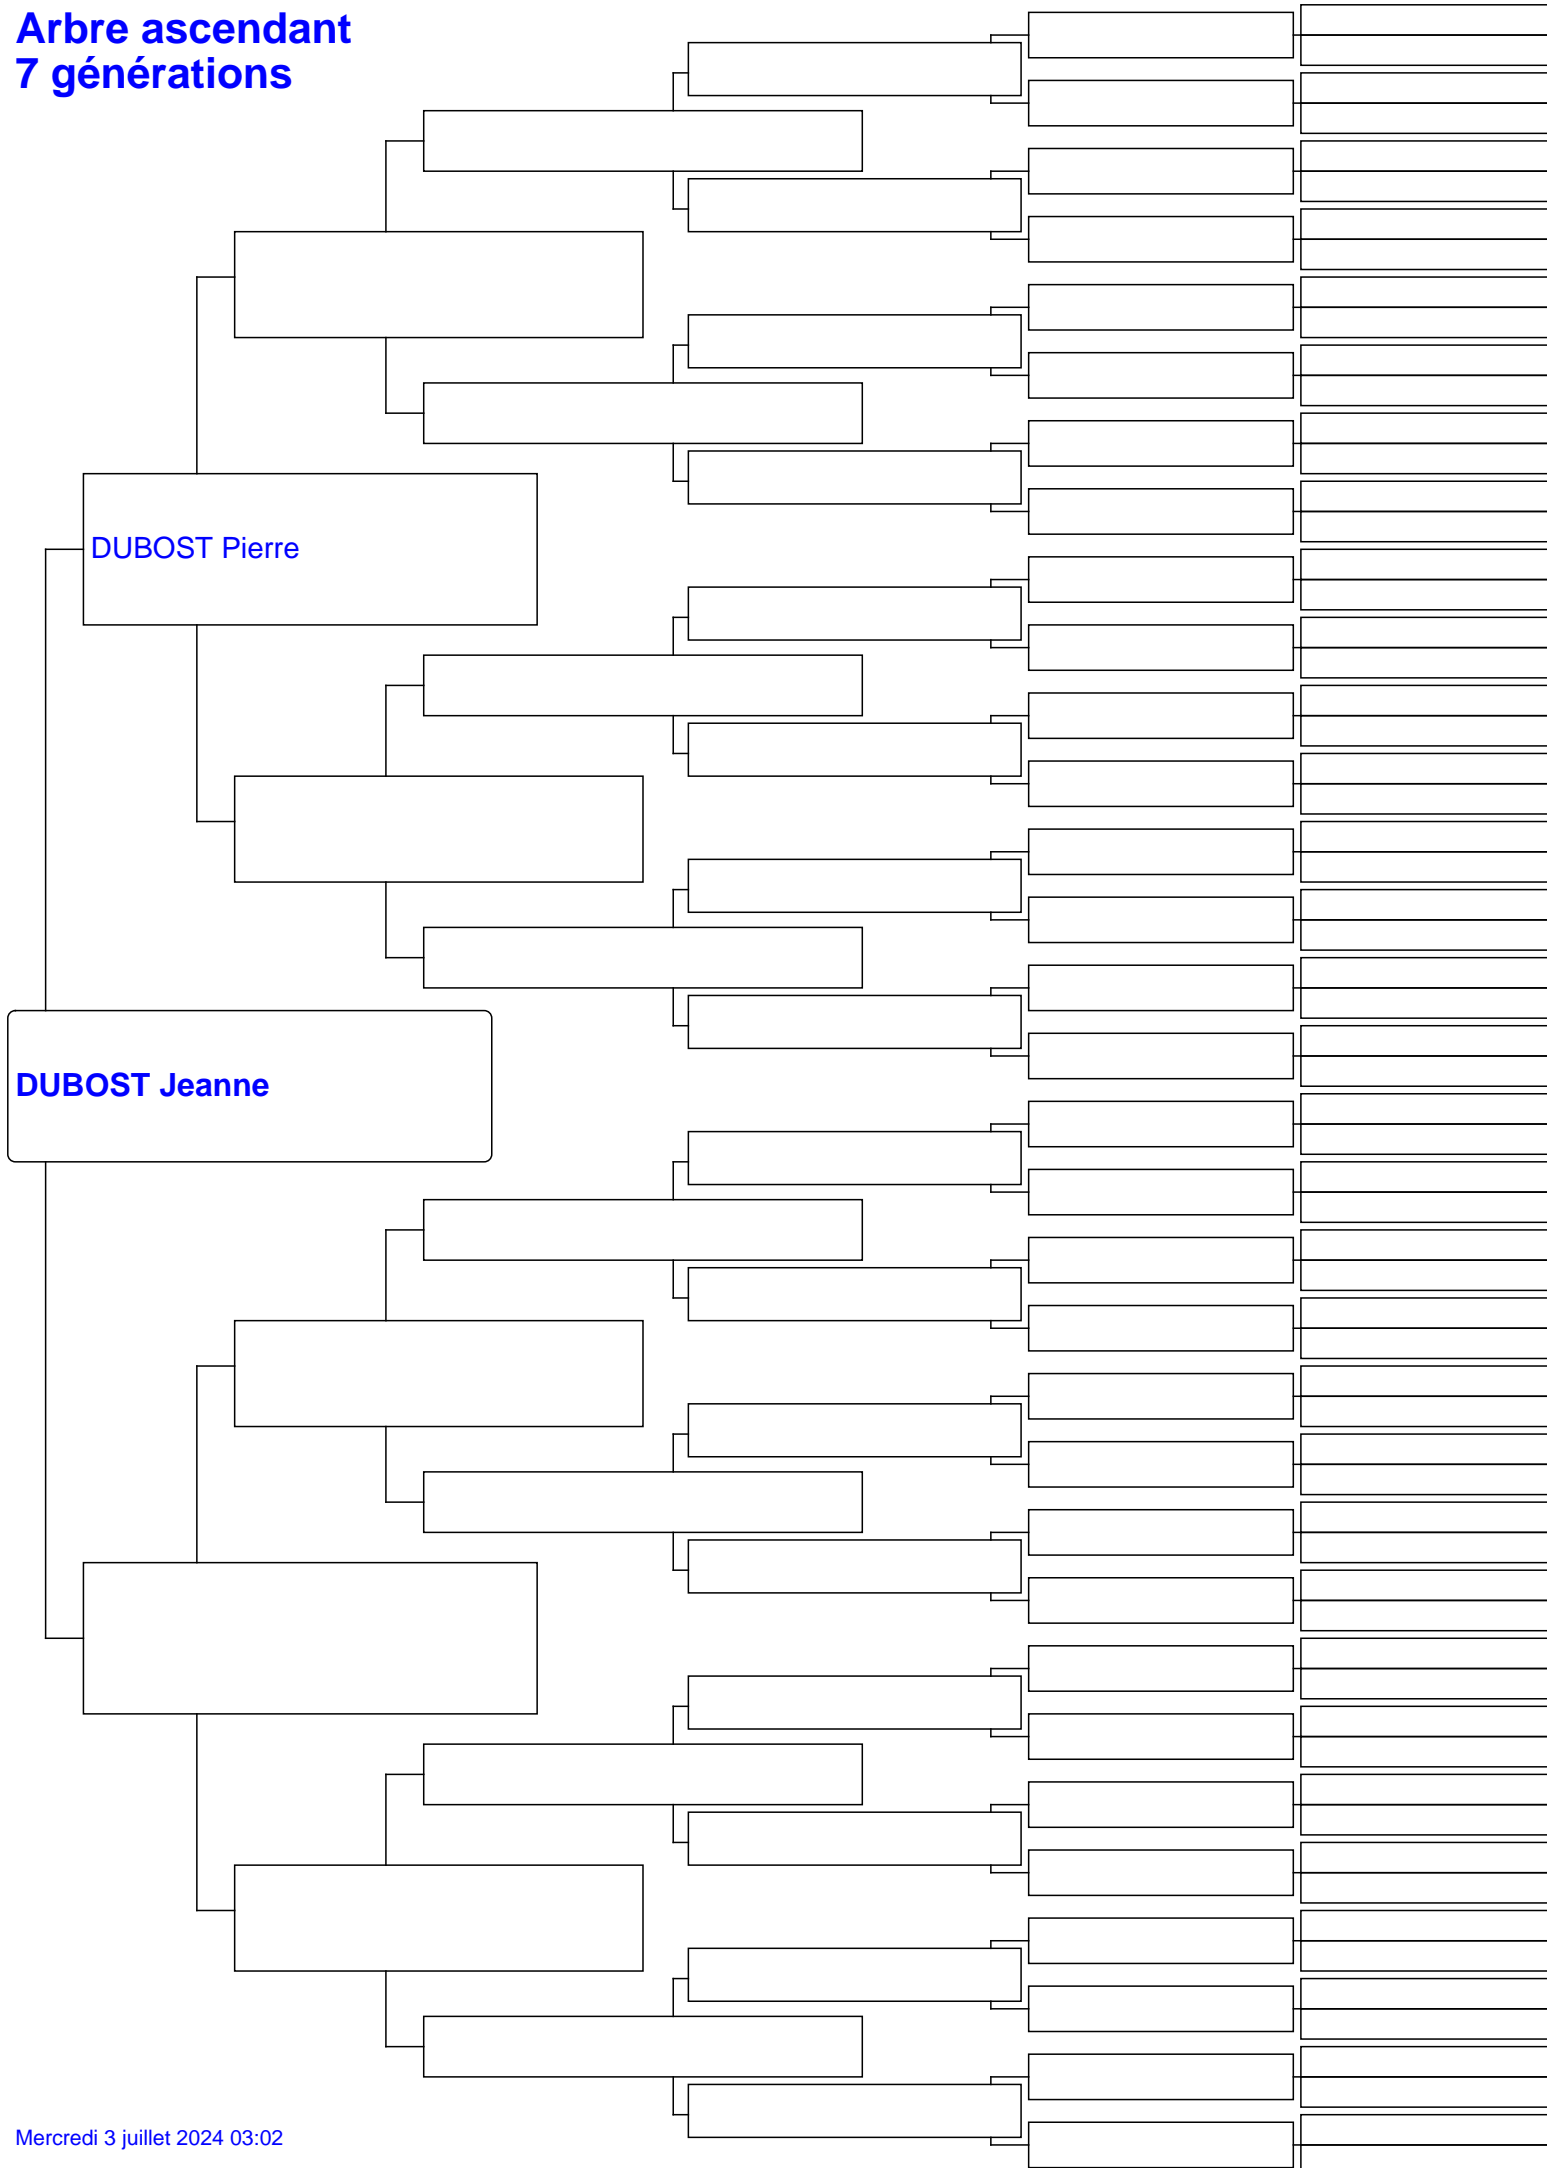 Arbre ascendant
7 générations
DUBOST Pierre
DUBOST Jeanne
Mercredi 3 juillet 2024 03:02